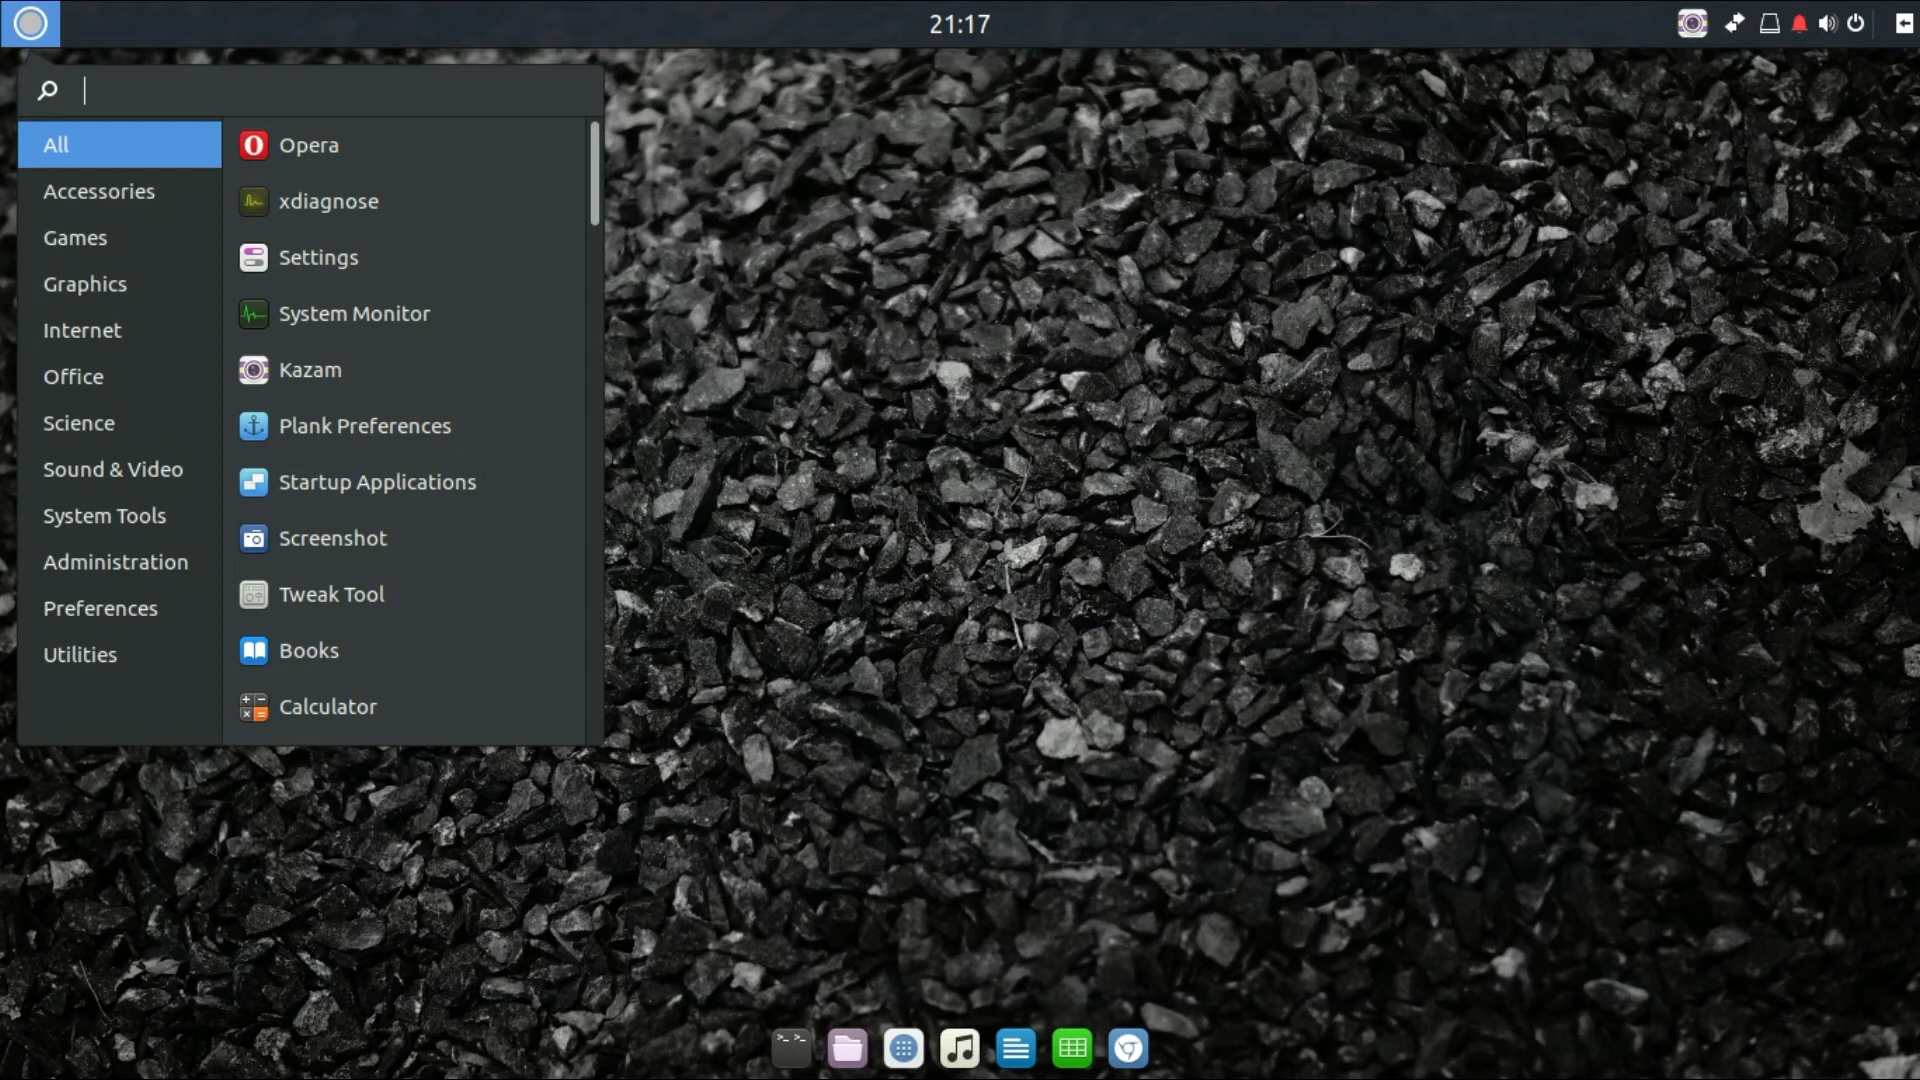 21:17
All
Accessories
Games
Graphics
Internet
Office
Science
Sound & Video
System Tools
Administration
Preferences
Utilities
Opera
xdiagnose
Settings
System Monitor
Kazam
Plank Preferences
Startup Applications
Screenshot
Tweak Tool
Books
Calculator